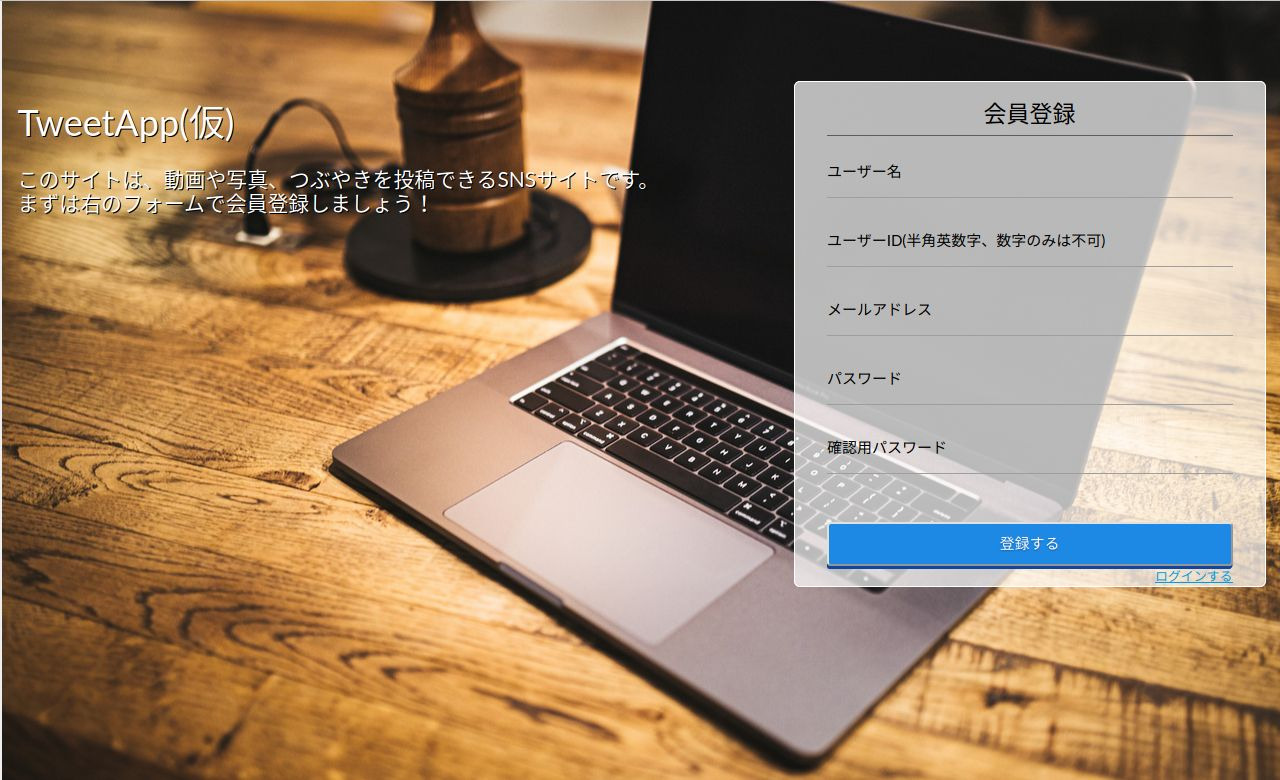 TweetApp(仮)
このサイトは、動画や写真、つぶやきを投稿できるSNSサイトです。
まずは右のフォームで会員登録しましょう！
会員登録
ユーザー名
ユーザーID(半角英数字、数字のみは不可)
メールアドレス
パスワード
確認用パスワード
登録する
ログインする